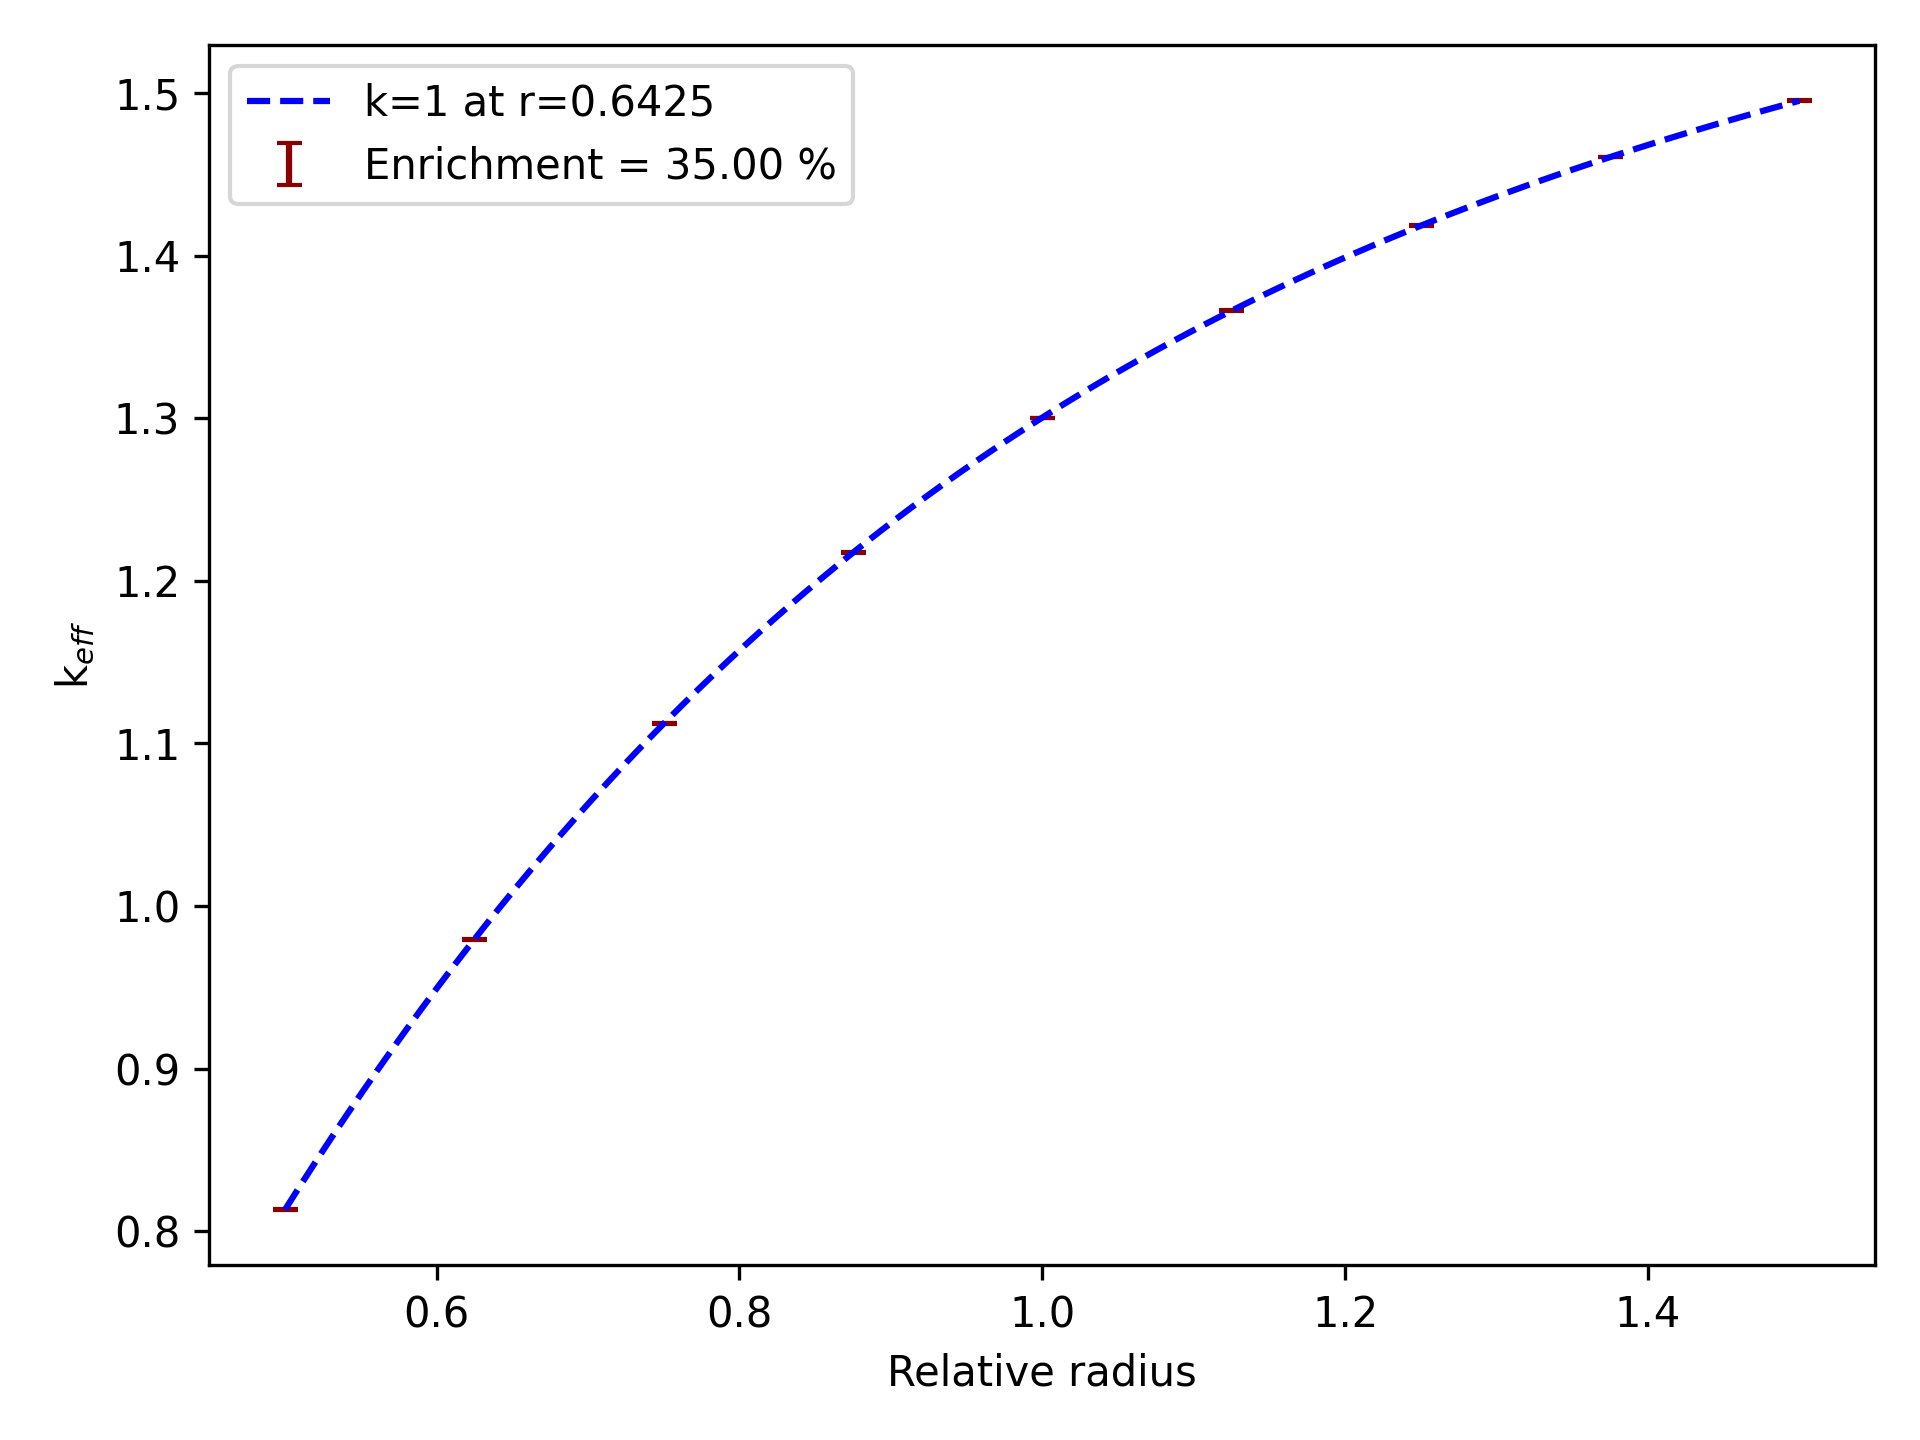 k=1 at r=0.6425
Enrichment = 35.00 %
1.5
1.4
1.3
1.2
1.1
1.0
0.9
0.8
k_eff
0.6 0.8 1.0 1.2 1.4
Relative radius